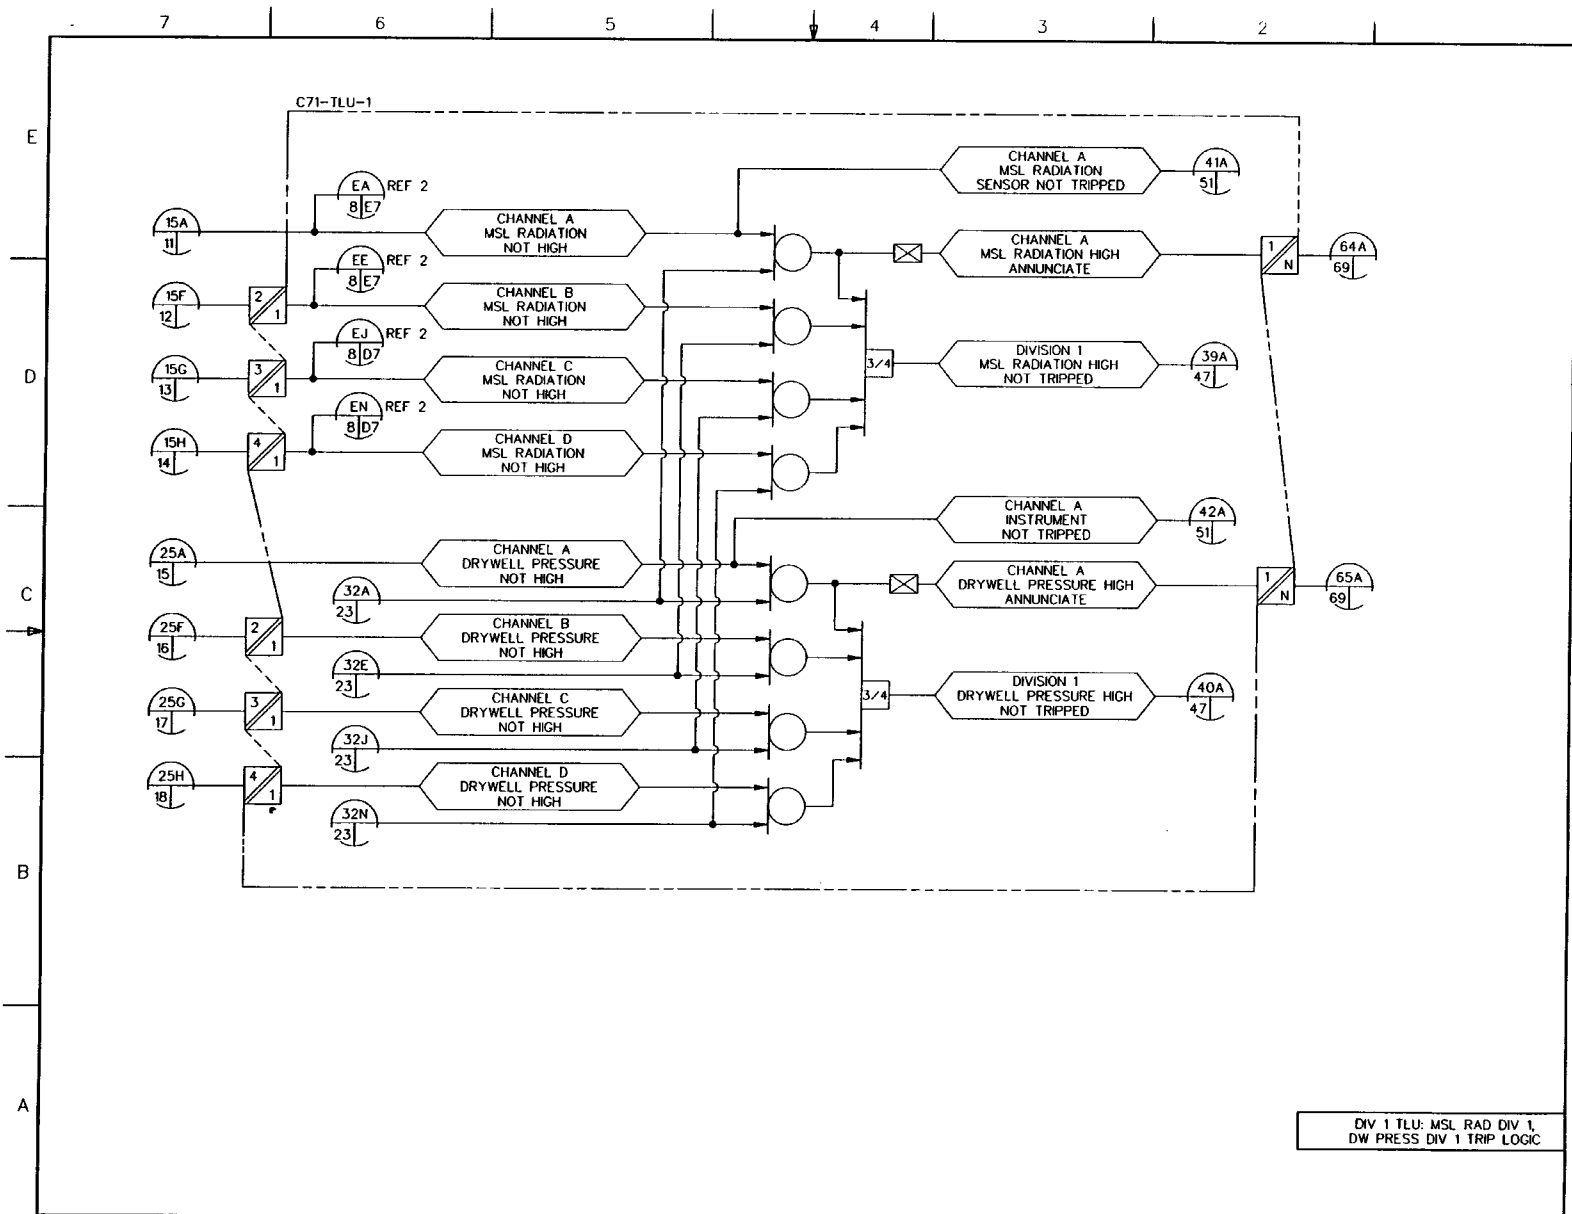 7 6 5 4 3 2
C71-TLU-1
E
CHANNEL A
MSL RADIATION
SENSOR NOT TRIPPED
41A
51
EA REF 2
8 E7
15A
11
CHANNEL A
MSL RADIATION
NOT HIGH
CHANNEL A
MSL RADIATION HIGH
ANNUNCIATE
1
N
64A
69
EE REF 2
8 E7
15F
12
2
1
CHANNEL B
MSL RADIATION
NOT HIGH
EJ REF 2
8 D7
D
15G
13
3
1
CHANNEL C
MSL RADIATION
NOT HIGH
3/4
DIVISION 1
MSL RADIATION HIGH
NOT TRIPPED
39A
47
EN REF 2
8 D7
15H
14
4
1
CHANNEL D
MSL RADIATION
NOT HIGH
CHANNEL A
INSTRUMENT
NOT TRIPPED
42A
51
25A
15
CHANNEL A
DRYWELL PRESSURE
NOT HIGH
C
32A
23
CHANNEL A
DRYWELL PRESSURE HIGH
ANNUNCIATE
1
N
65A
69
25F
16
2
1
CHANNEL B
DRYWELL PRESSURE
NOT HIGH
32E
23
25G
17
3
1
CHANNEL C
DRYWELL PRESSURE
NOT HIGH
3/4
DIVISION 1
DRYWELL PRESSURE HIGH
NOT TRIPPED
40A
47
32J
23
25H
18
4
1
CHANNEL D
DRYWELL PRESSURE
NOT HIGH
32N
23
B
A
DIV 1 TLU: MSL RAD DIV 1,
DW PRESS DIV 1 TRIP LOGIC